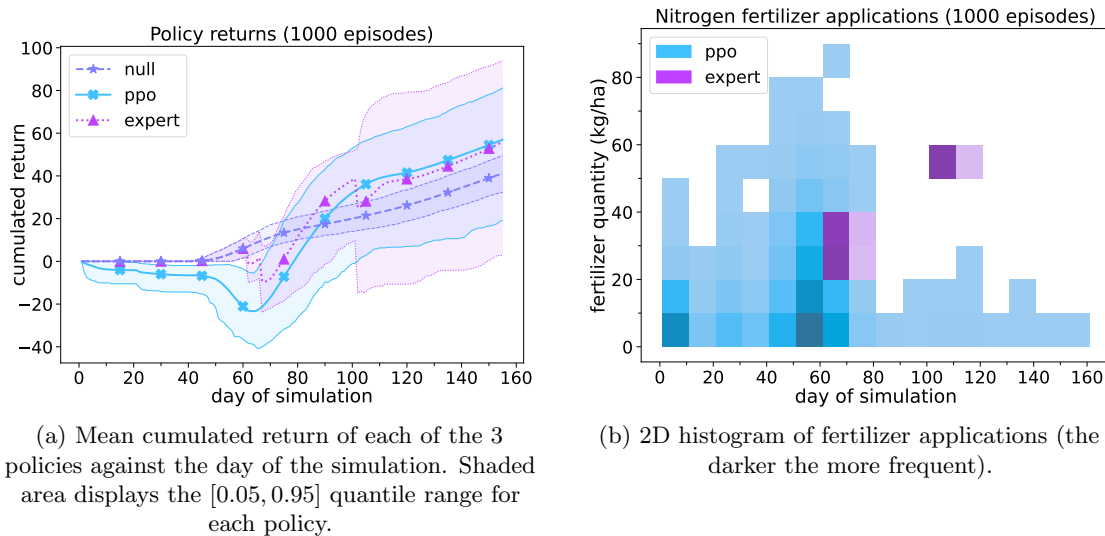 Policy returns (1000 episodes)
100
80
60
40
20
0
−20
−40
cumulated return
null
ppo
expert
0 20 40 60 80 100 120 140 160
day of simulation
(a) Mean cumulated return of each of the 3
policies against the day of the simulation. Shaded
area displays the [0.05, 0.95] quantile range for
each policy.
Nitrogen fertilizer applications (1000 episodes)
80
60
40
20
0
fertilizer quantity (kg/ha)
ppo
expert
0 20 40 60 80 100 120 140 160
day of simulation
(b) 2D histogram of fertilizer applications (the
darker the more frequent).